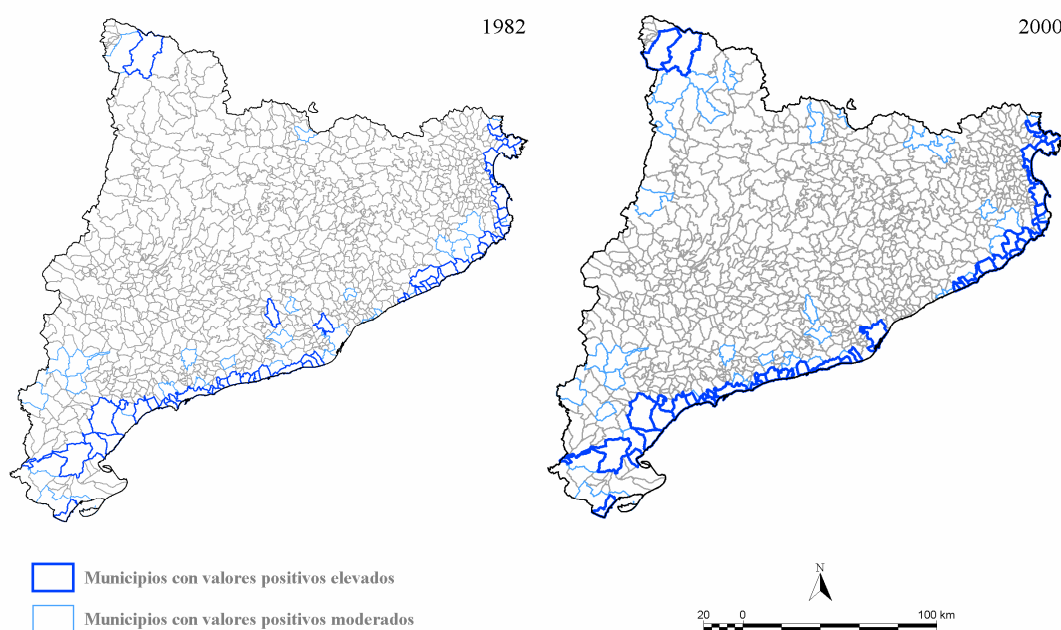 1982
2000
Municipios con valores positivos elevados
Municipios con valores positivos moderados
N
20 0 100 km